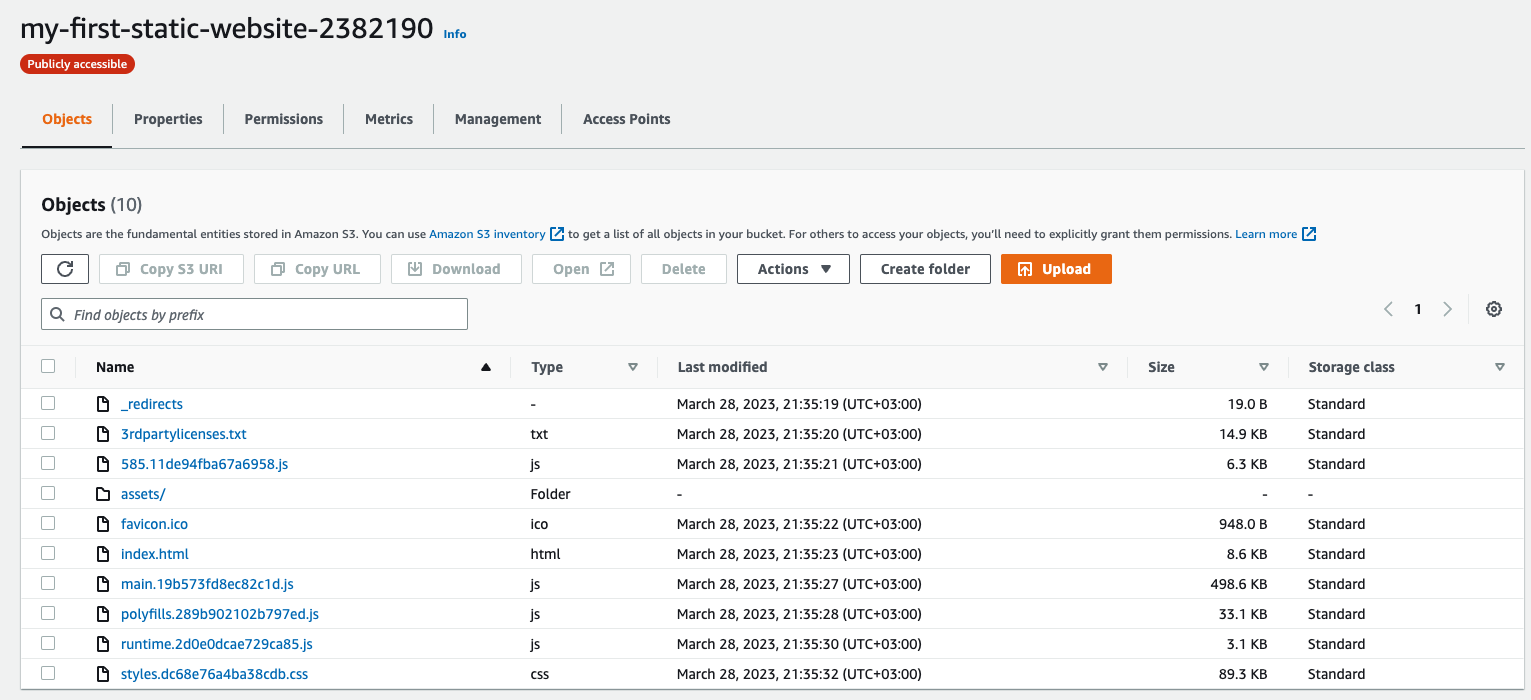 my-first-static-website-2382190 Info
Publicly accessible
Objects Properties Permissions Metrics Management Access Points
Objects (10)
Objects are the fundamental entities stored in Amazon S3. You can use Amazon S3 inventory to get a list of all objects in your bucket. For others to access your objects, you'll need to explicitly grant them permissions. Learn more
Copy S3 URI Copy URL Download Open Delete Actions Create folder Upload
Find objects by prefix 1
Name Type Last modified Size Storage class
_redirects - March 28, 2023, 21:35:19 (UTC+03:00) 19.0 B Standard
3rdpartylicenses.txt txt March 28, 2023, 21:35:20 (UTC+03:00) 14.9 KB Standard
585.11de94fba67a6958.js js March 28, 2023, 21:35:21 (UTC+03:00) 6.3 KB Standard
assets/ Folder - - -
favicon.ico ico March 28, 2023, 21:35:22 (UTC+03:00) 948.0 B Standard
index.html html March 28, 2023, 21:35:23 (UTC+03:00) 8.6 KB Standard
main.19b573fd8ec82c1d.js js March 28, 2023, 21:35:27 (UTC+03:00) 498.6 KB Standard
polyfills.289b902102b797ed.js js March 28, 2023, 21:35:28 (UTC+03:00) 33.1 KB Standard
runtime.2d0e0dcae729ca85.js js March 28, 2023, 21:35:30 (UTC+03:00) 3.1 KB Standard
styles.dc68e76a4ba38cdb.css css March 28, 2023, 21:35:32 (UTC+03:00) 89.3 KB Standard